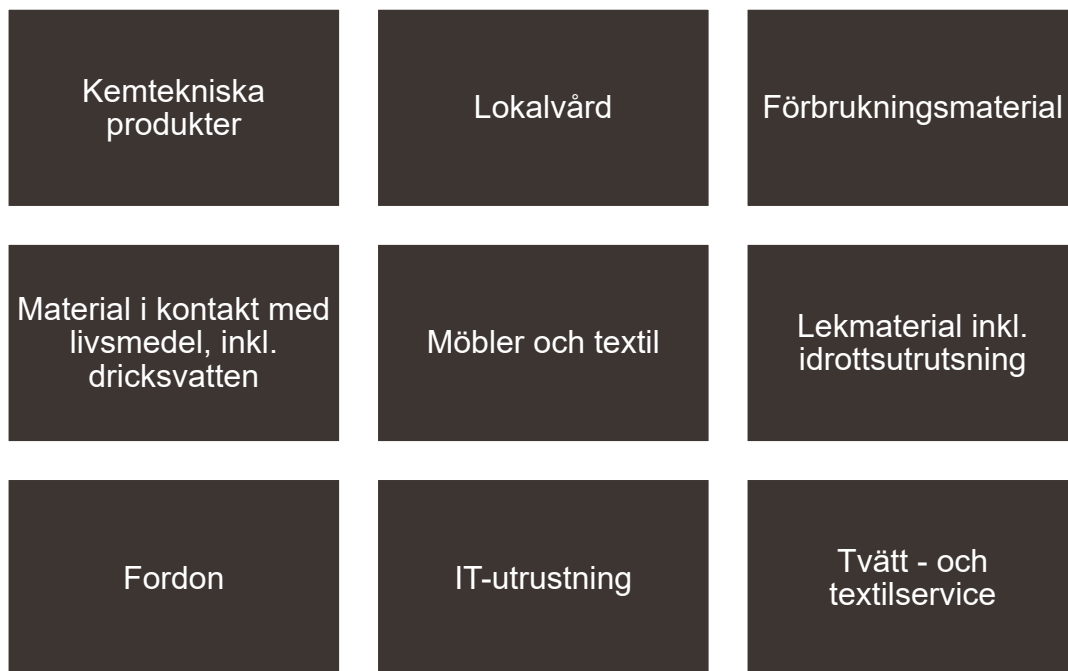 Kemtekniska
produkter
Lokalvård
Förbrukningsmaterial
Material i kontakt med
livsmedel, inkl.
dricksvatten
Möbler och textil
Lekmaterial inkl.
idrottsutrutsning
Fordon
IT-utrustning
Tvätt - och
textilservice